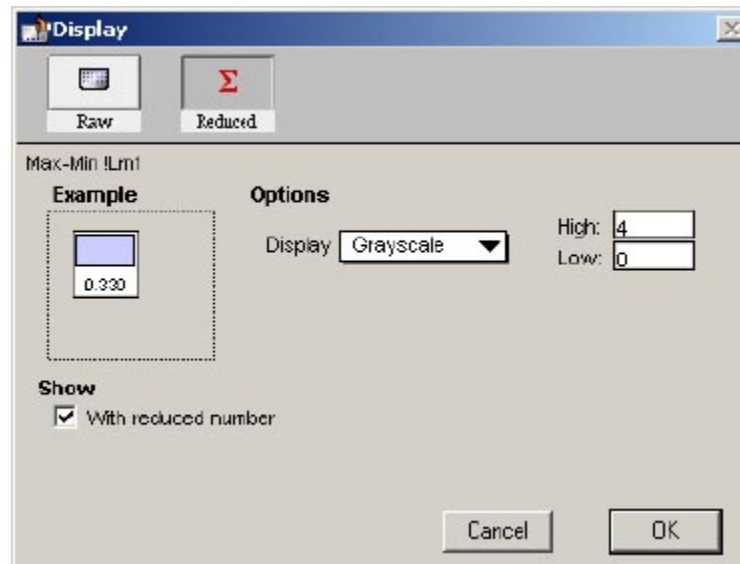 Display
Σ
Raw Reduced
Max-Min !Lm1
Example Options
Display Grayscale High: 4
Low: 0
0.330
Show
With reduced number
Cancel OK